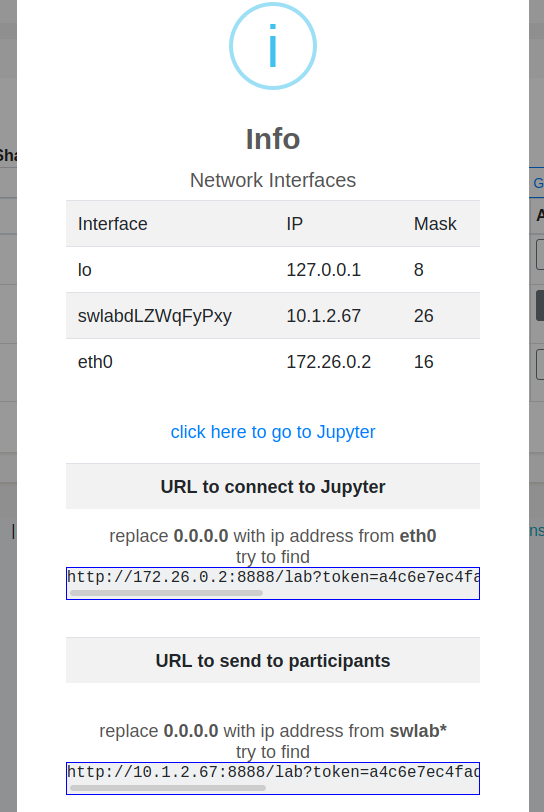 i
Info
Network Interfaces
Interface IP Mask
lo 127.0.0.1 8
swlabdLZWqFyPxy 10.1.2.67 26
eth0 172.26.0.2 16
click here to go to Jupyter
URL to connect to Jupyter
replace 0.0.0.0 with ip address from eth0
try to find
http://172.26.0.2:8888/lab?token=a4c6e7ec4fa
URL to send to participants
replace 0.0.0.0 with ip address from swlab*
try to find
http://10.1.2.67:8888/lab?token=a4c6e7ec4fad